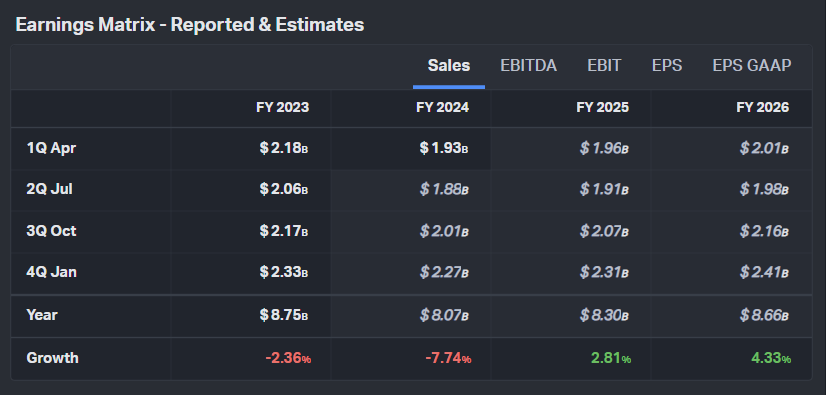 Earnings Matrix - Reported & Estimates
Sales EBITDA EBIT EPS EPS GAAP
FY 2023 FY 2024 FY 2025 FY 2026
1Q Apr $2.18B $1.93B $1.96B $2.01B
2Q Jul $2.06B $1.88B $1.91B $1.98B
3Q Oct $2.17B $2.01B $2.07B $2.16B
4Q Jan $2.33B $2.27B $2.31B $2.41B
Year $8.75B $8.07B $8.30B $8.66B
Growth -2.36% -7.74% 2.81% 4.33%